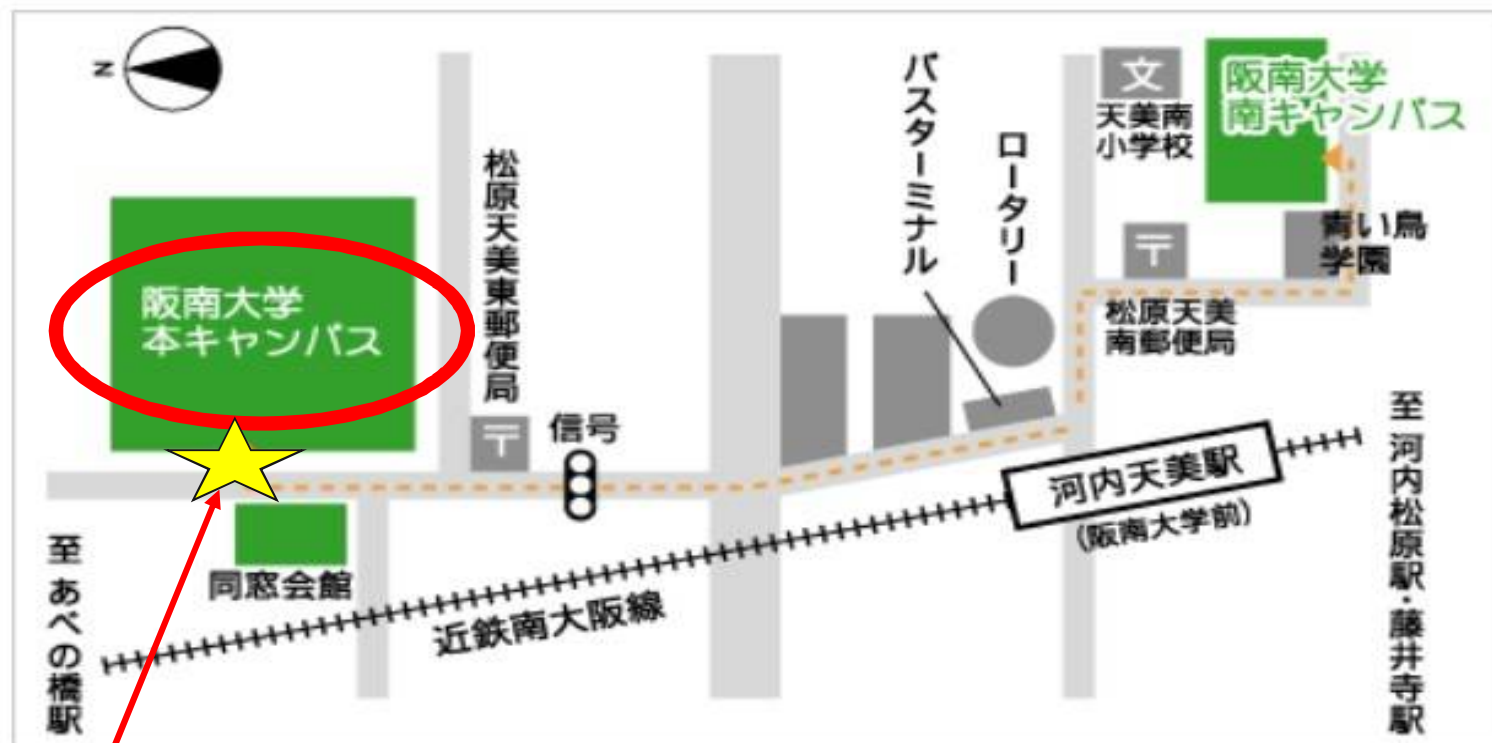 N
阪南大学
本キャンパス
同窓会館
至 あべの橋駅
松原天美東郵便局
〒
信号
近鉄南大阪線
バスターミナル
ロータリー
河内天美駅
(阪南大学前)
文
天美南
小学校
阪南大学
南キャンパス
〒
松原天美
南郵便局
青い鳥
学園
至 河内松原駅・藤井寺駅